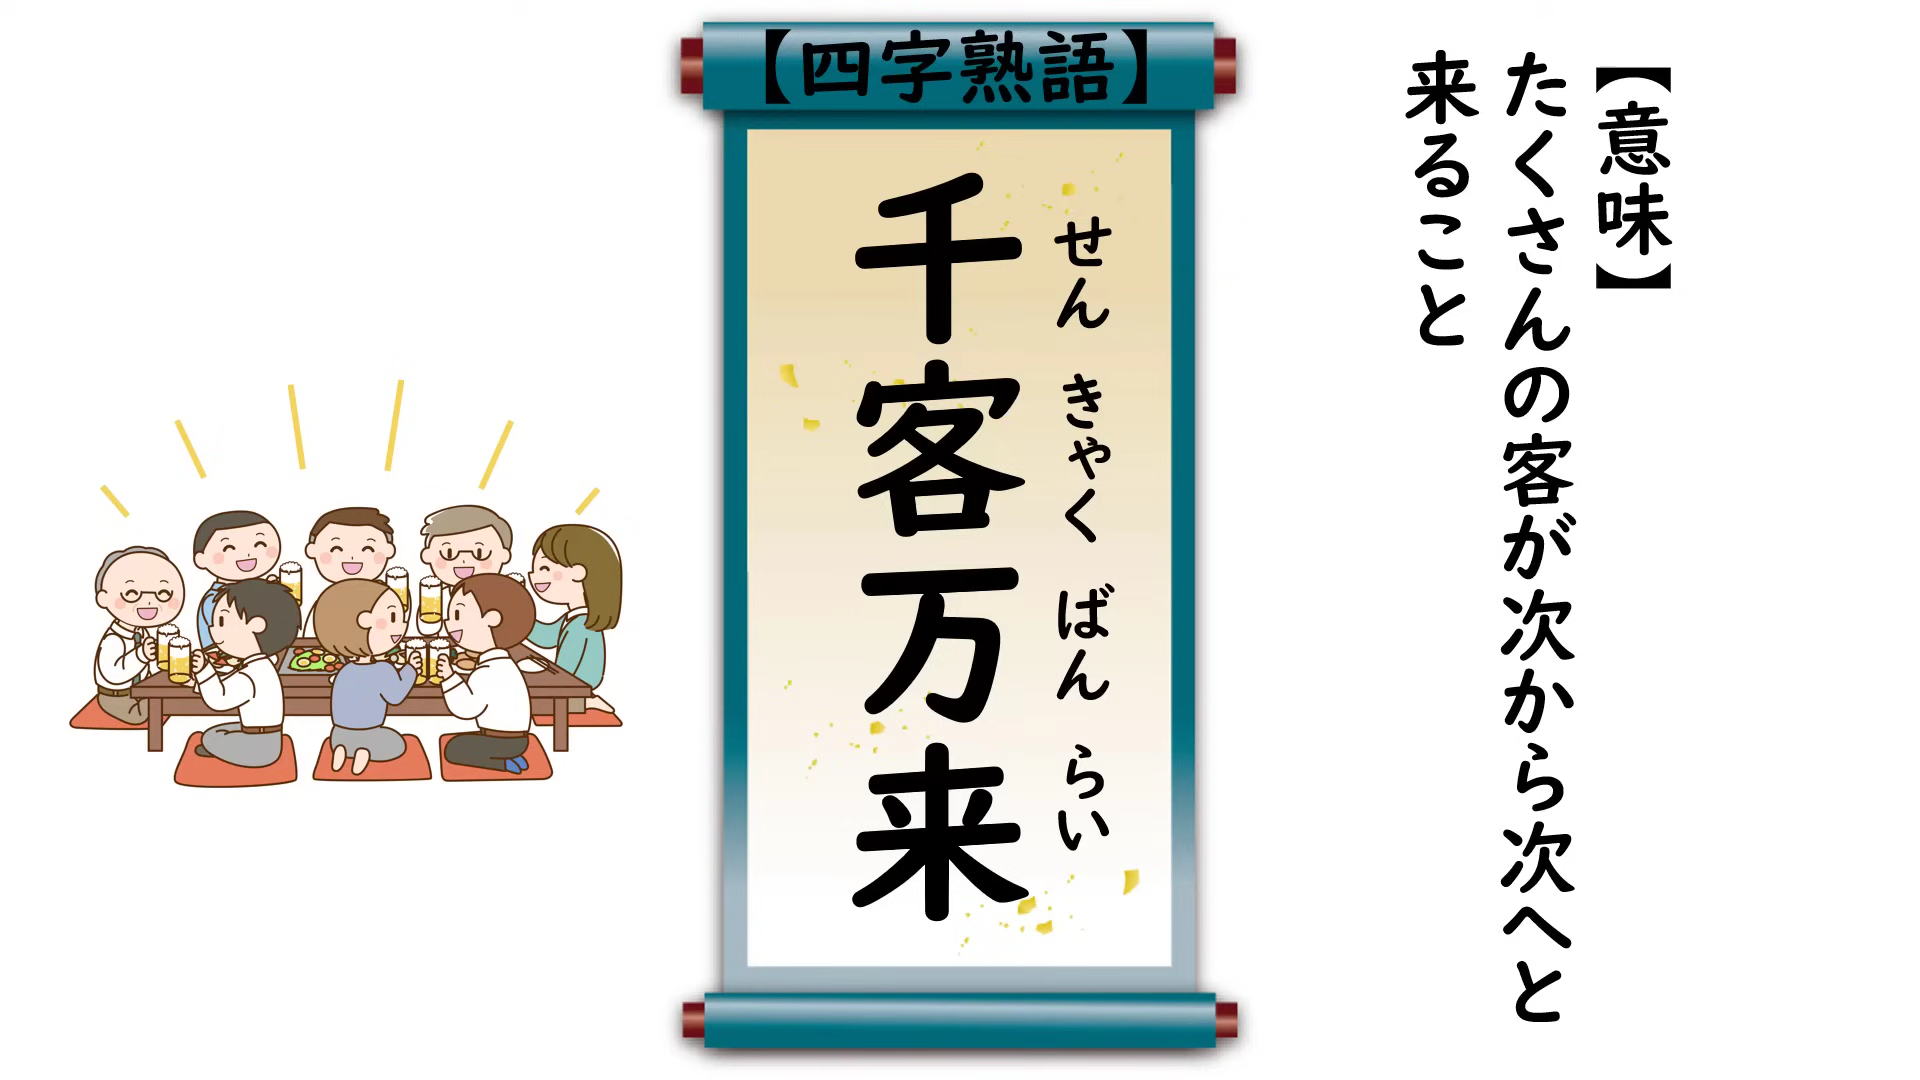 【四字熟語】
千客万来
せん きゃく ばん らい
【意味】
たくさんの客が次から次へと
来ること